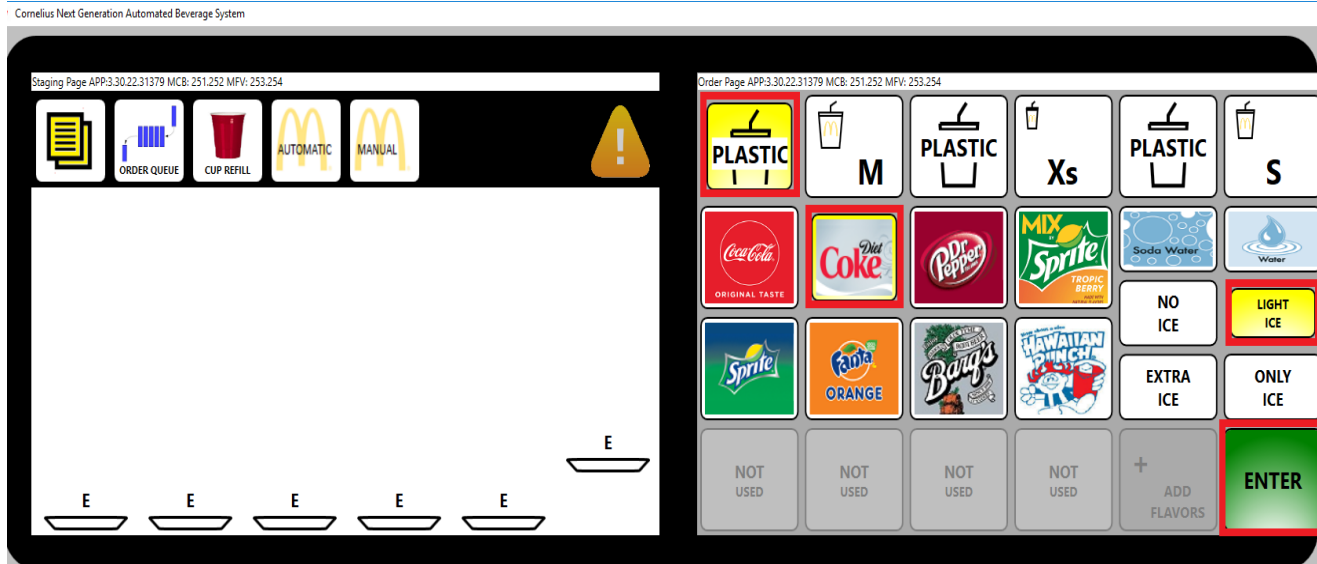 Cornelius Next Generation Automated Beverage System
Staging Page APP:3.30.22.31379 MCB: 251.252 MFV: 253.254
ORDER QUEUE
CUP REFILL
AUTOMATIC
MANUAL
!
E
E
E
E
E
E
Order Page APP:3.30.22.31379 MCB: 251.252 MFV: 253.254
PLASTIC
M
PLASTIC
Xs
PLASTIC
S
Coca-Cola
ORIGINAL TASTE
Diet
Coke
Dr
Pepper
MIX
BY
Sprite
TROPIC
BERRY
Soda Water
Water
NO
ICE
LIGHT
ICE
Sprite
Fanta
ORANGE
Barq's
HAWAIIAN
PUNCH
EXTRA
ICE
ONLY
ICE
NOT
USED
NOT
USED
NOT
USED
NOT
USED
+
ADD
FLAVORS
ENTER